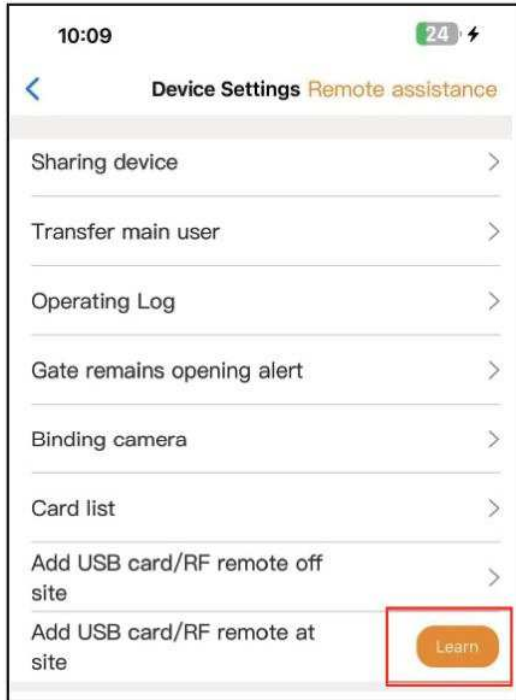 10:09
24
Device Settings Remote assistance
Sharing device
Transfer main user
Operating Log
Gate remains opening alert
Binding camera
Card list
Add USB card/RF remote off
site
Add USB card/RF remote at
site
Learn